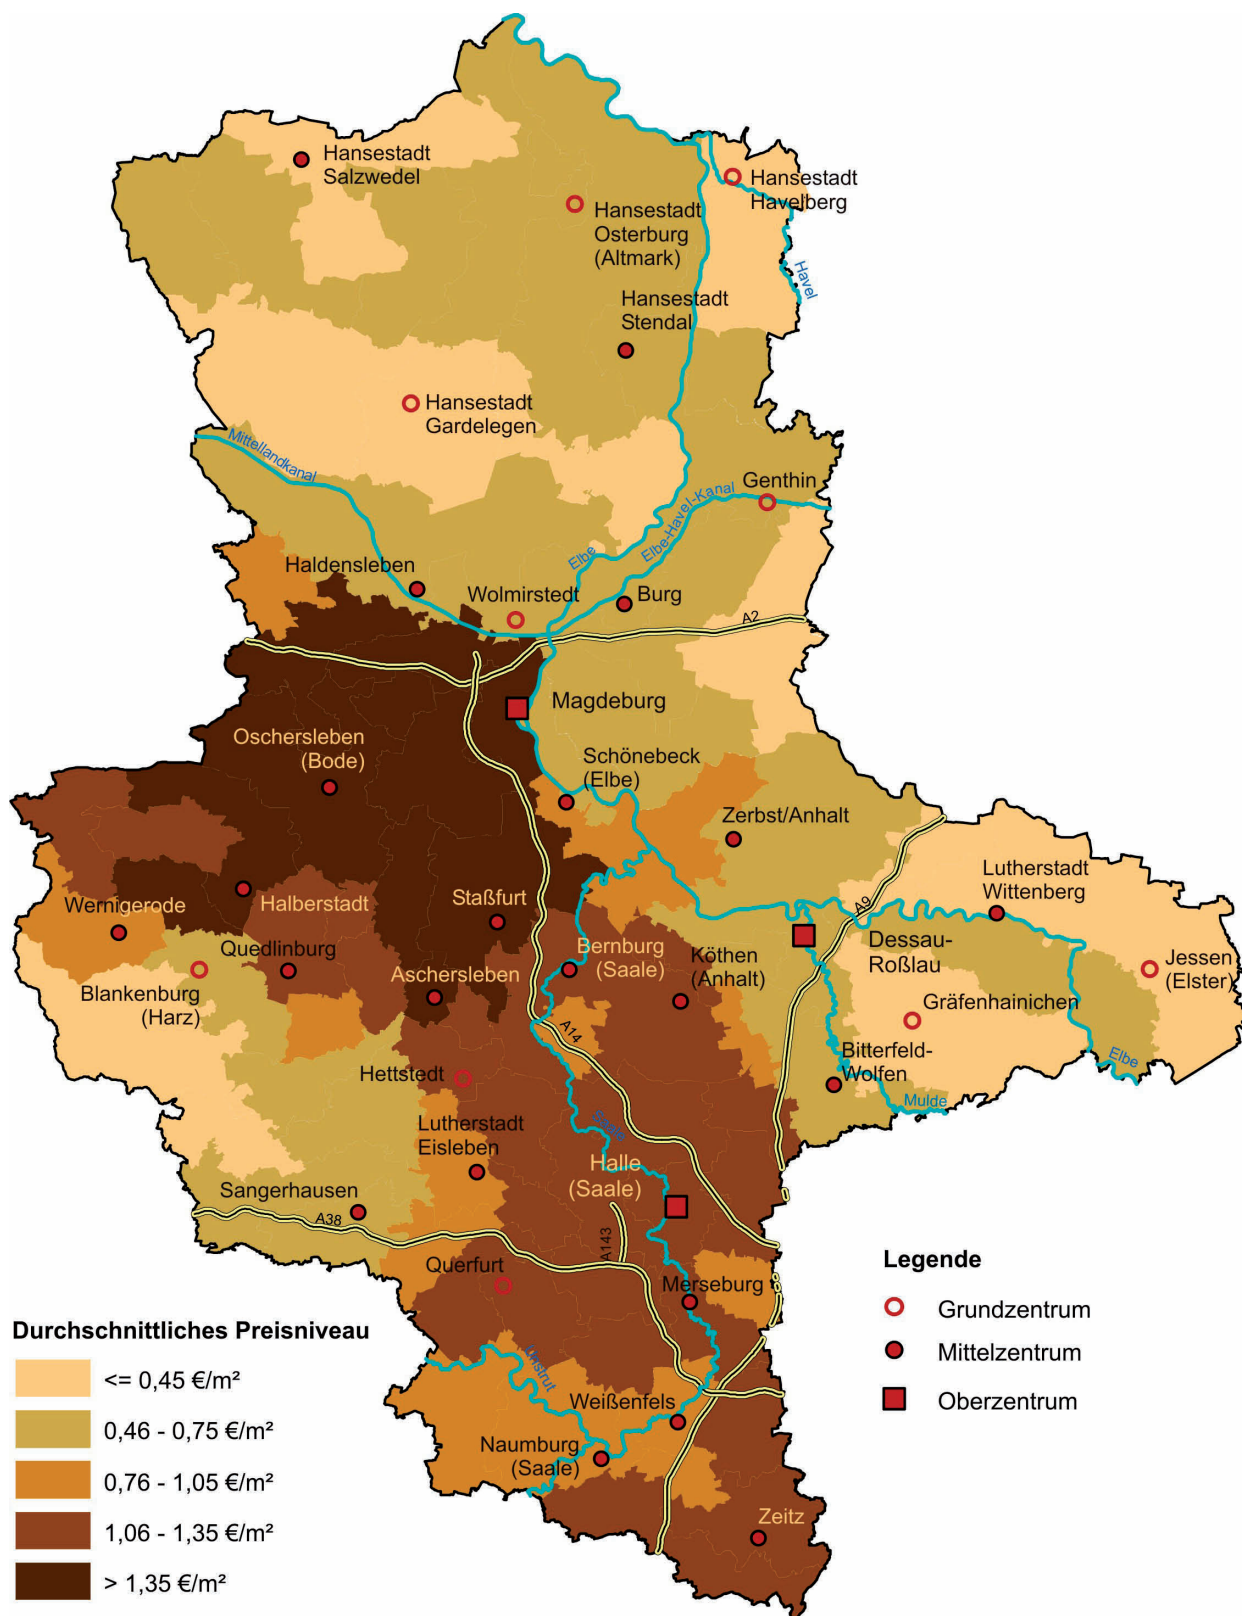 Hansestadt
Salzwedel
Hansestadt
Havelberg
Hansestadt
Osterburg
(Altmark)
Havel
Hansestadt
Stendal
Hansestadt
Gardelegen
Mittellandkanal
Genthin
Elbe-Havel-Kanal
Elbe
Haldensleben
Wolmirstedt
Burg
A2
Magdeburg
Oschersleben
(Bode)
Schönebeck
(Elbe)
Zerbst/Anhalt
Lutherstadt
Wittenberg
Wernigerode
Halberstadt
Staßfurt
A9
Dessau-
Roßlau
Quedlinburg
Bernburg
(Saale)
Köthen
(Anhalt)
Jessen
(Elster)
Aschersleben
Blankenburg
(Harz)
Gräfenhainichen
A14
Bitterfeld-
Wolfen
Elbe
Mulde
Hettstedt
Saale
Lutherstadt
Eisleben
Halle
(Saale)
Sangerhausen
A38
A143
Querfurt
Merseburg
Unstrut
Weißenfels
Naumburg
(Saale)
Zeitz
Legende
Grundzentrum
Mittelzentrum
Oberzentrum
Durchschnittliches Preisniveau
<= 0,45 €/m²
0,46 - 0,75 €/m²
0,76 - 1,05 €/m²
1,06 - 1,35 €/m²
> 1,35 €/m²